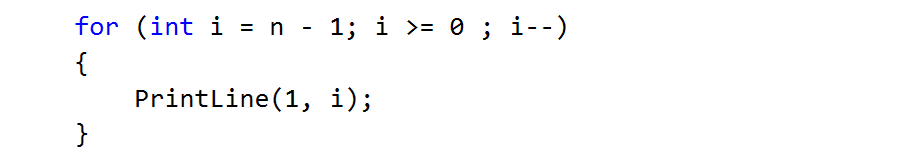 for (int i = n - 1; i >= 0 ; i--)
{
    PrintLine(1, i);
}